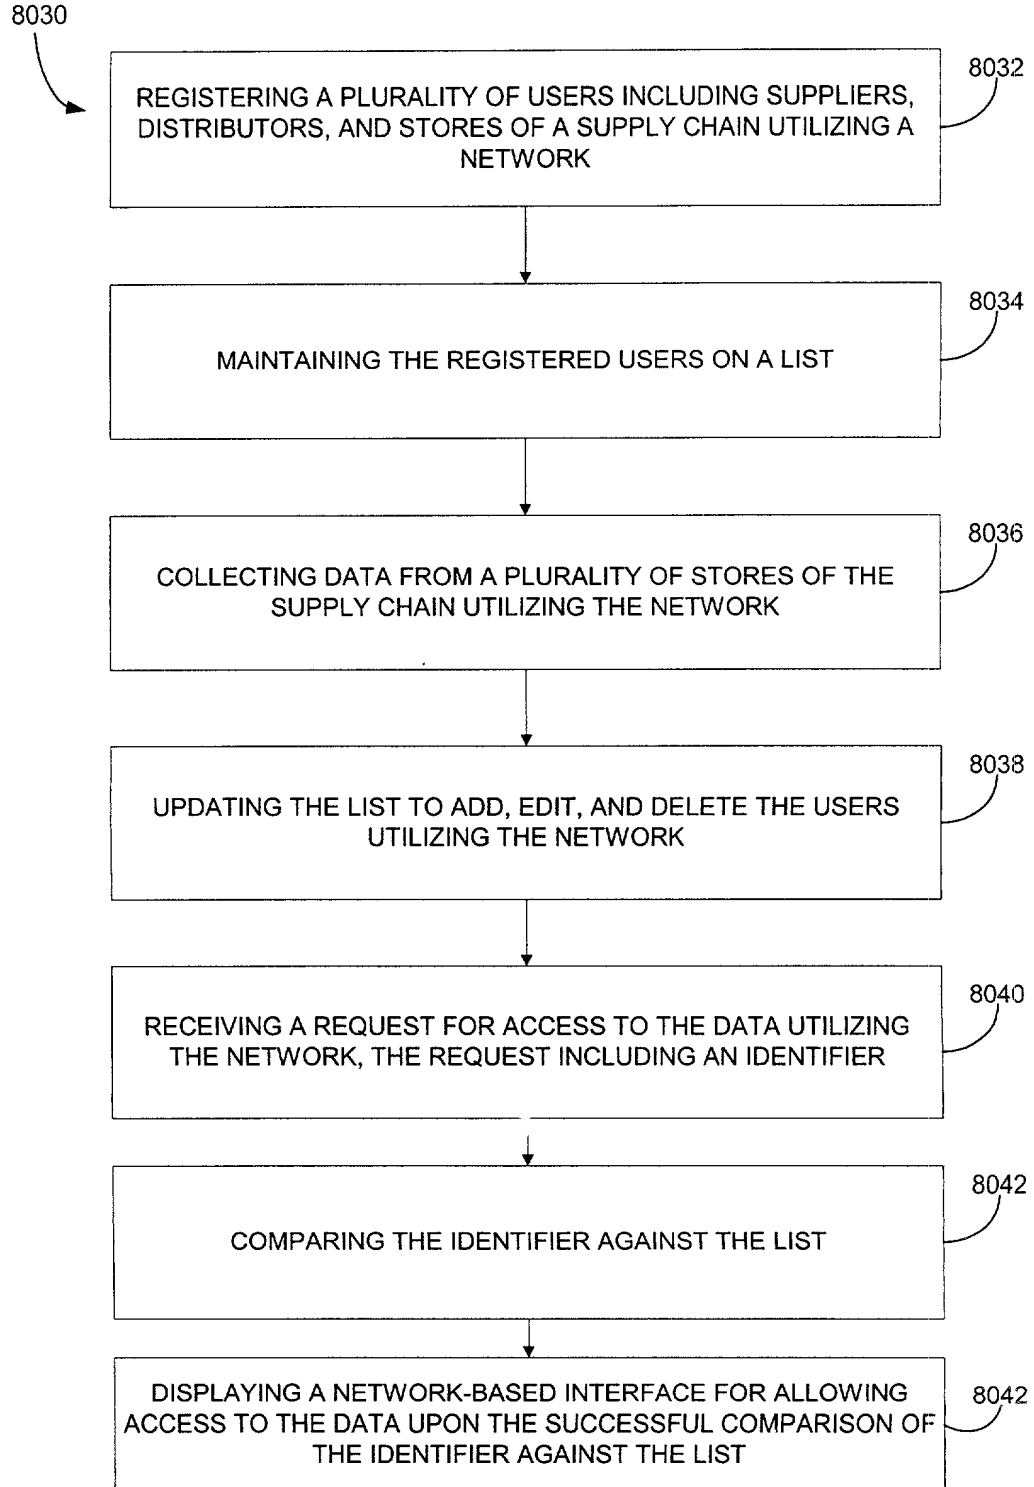 8030
8032
REGISTERING A PLURALITY OF USERS INCLUDING SUPPLIERS,
DISTRIBUTORS, AND STORES OF A SUPPLY CHAIN UTILIZING A
NETWORK
8034
MAINTAINING THE REGISTERED USERS ON A LIST
8036
COLLECTING DATA FROM A PLURALITY OF STORES OF THE
SUPPLY CHAIN UTILIZING THE NETWORK
8038
UPDATING THE LIST TO ADD, EDIT, AND DELETE THE USERS
UTILIZING THE NETWORK
8040
RECEIVING A REQUEST FOR ACCESS TO THE DATA UTILIZING
THE NETWORK, THE REQUEST INCLUDING AN IDENTIFIER
8042
COMPARING THE IDENTIFIER AGAINST THE LIST
8042
DISPLAYING A NETWORK-BASED INTERFACE FOR ALLOWING
ACCESS TO THE DATA UPON THE SUCCESSFUL COMPARISON OF
THE IDENTIFIER AGAINST THE LIST